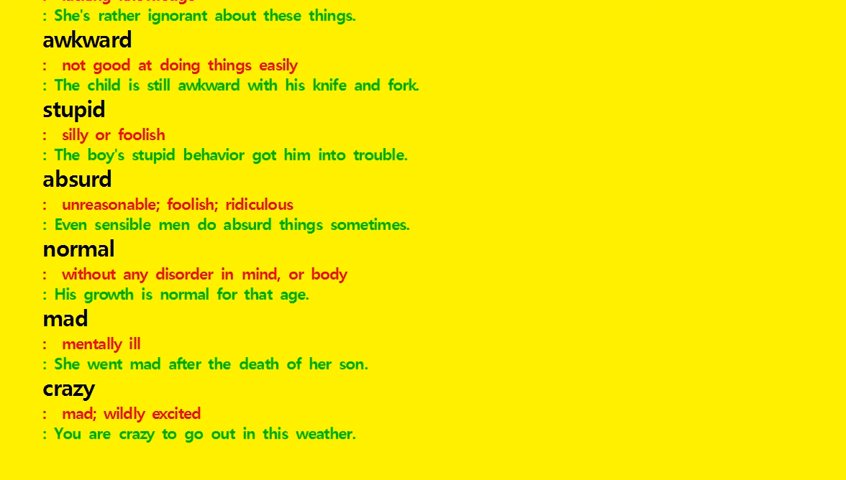 : She's rather ignorant about these things.
awkward
: not good at doing things easily
: The child is still awkward with his knife and fork.
stupid
: silly or foolish
: The boy's stupid behavior got him into trouble.
absurd
: unreasonable; foolish; ridiculous
: Even sensible men do absurd things sometimes.
normal
: without any disorder in mind, or body
: His growth is normal for that age.
mad
: mentally ill
: She went mad after the death of her son.
crazy
: mad; wildly excited
: You are crazy to go out in this weather.